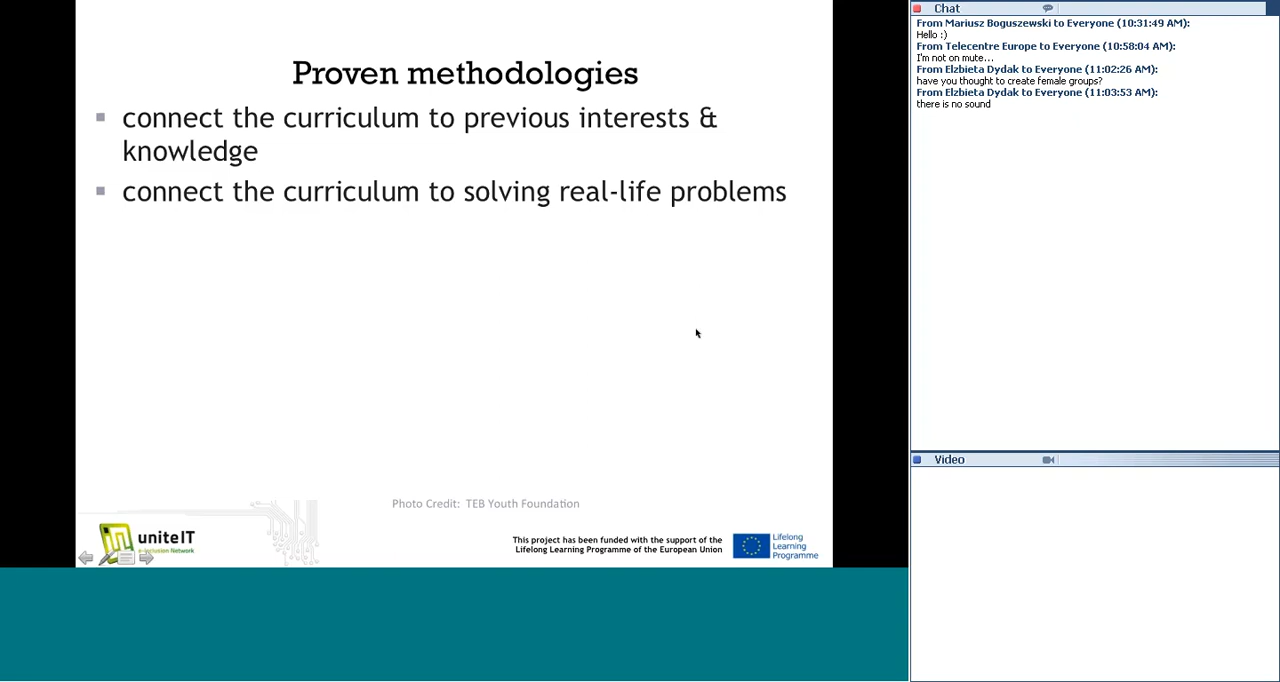 Proven methodologies
connect the curriculum to previous interests &
knowledge
connect the curriculum to solving real-life problems
Photo Credit: TEB Youth Foundation
uniteIT
e-Inclusion Network
This project has been funded with the support of the
Lifelong Learning Programme of the European Union
Lifelong
Learning
Programme
Chat
From Mariusz Boguszewski to Everyone (10:31:49 AM):
Hello :)
From Telecentre Europe to Everyone (10:58:04 AM):
I'm not on mute...
From Elzbieta Dydak to Everyone (11:02:26 AM):
have you thought to create female groups?
From Elzbieta Dydak to Everyone (11:03:53 AM):
there is no sound
Video